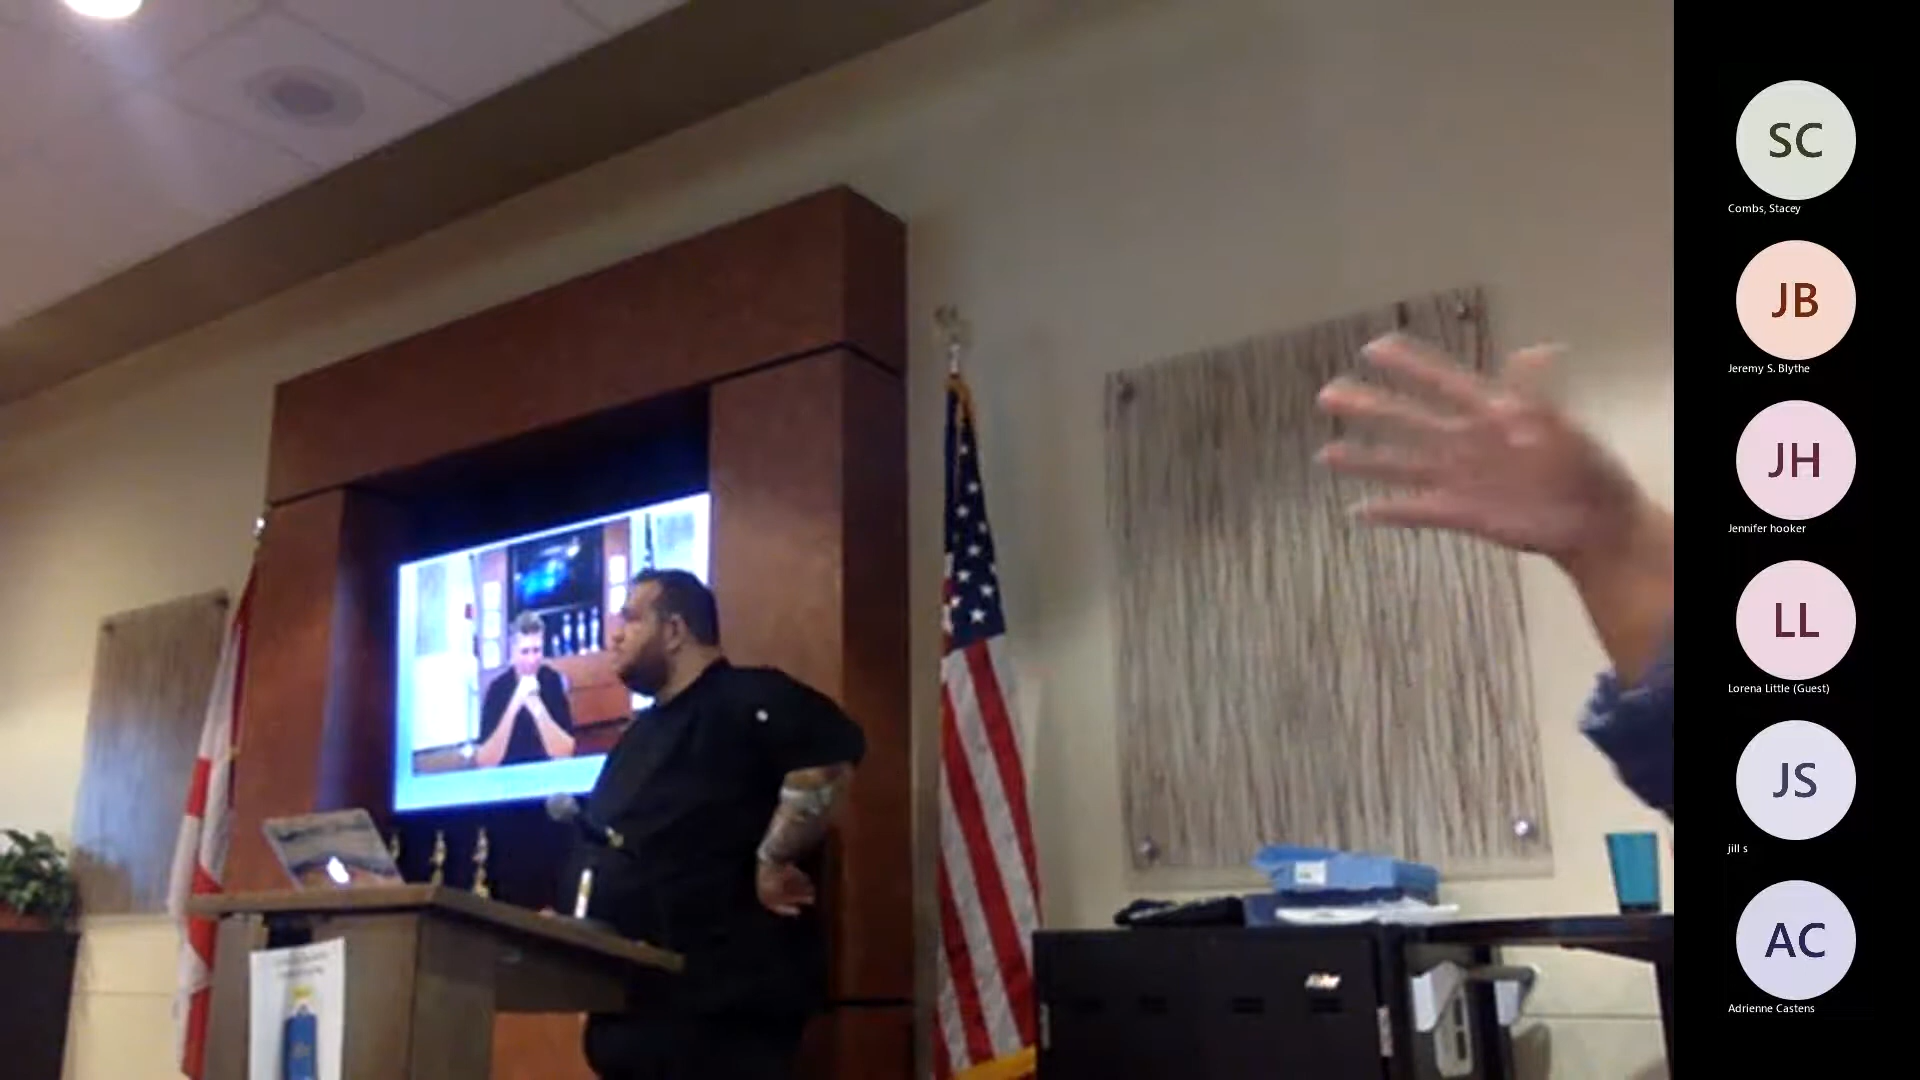 SC
Combs, Stacey
JB
Jeremy S. Blythe
JH
Jennifer hooker
LL
Lorena Little (Guest)
JS
jill s
AC
Adrienne Castens